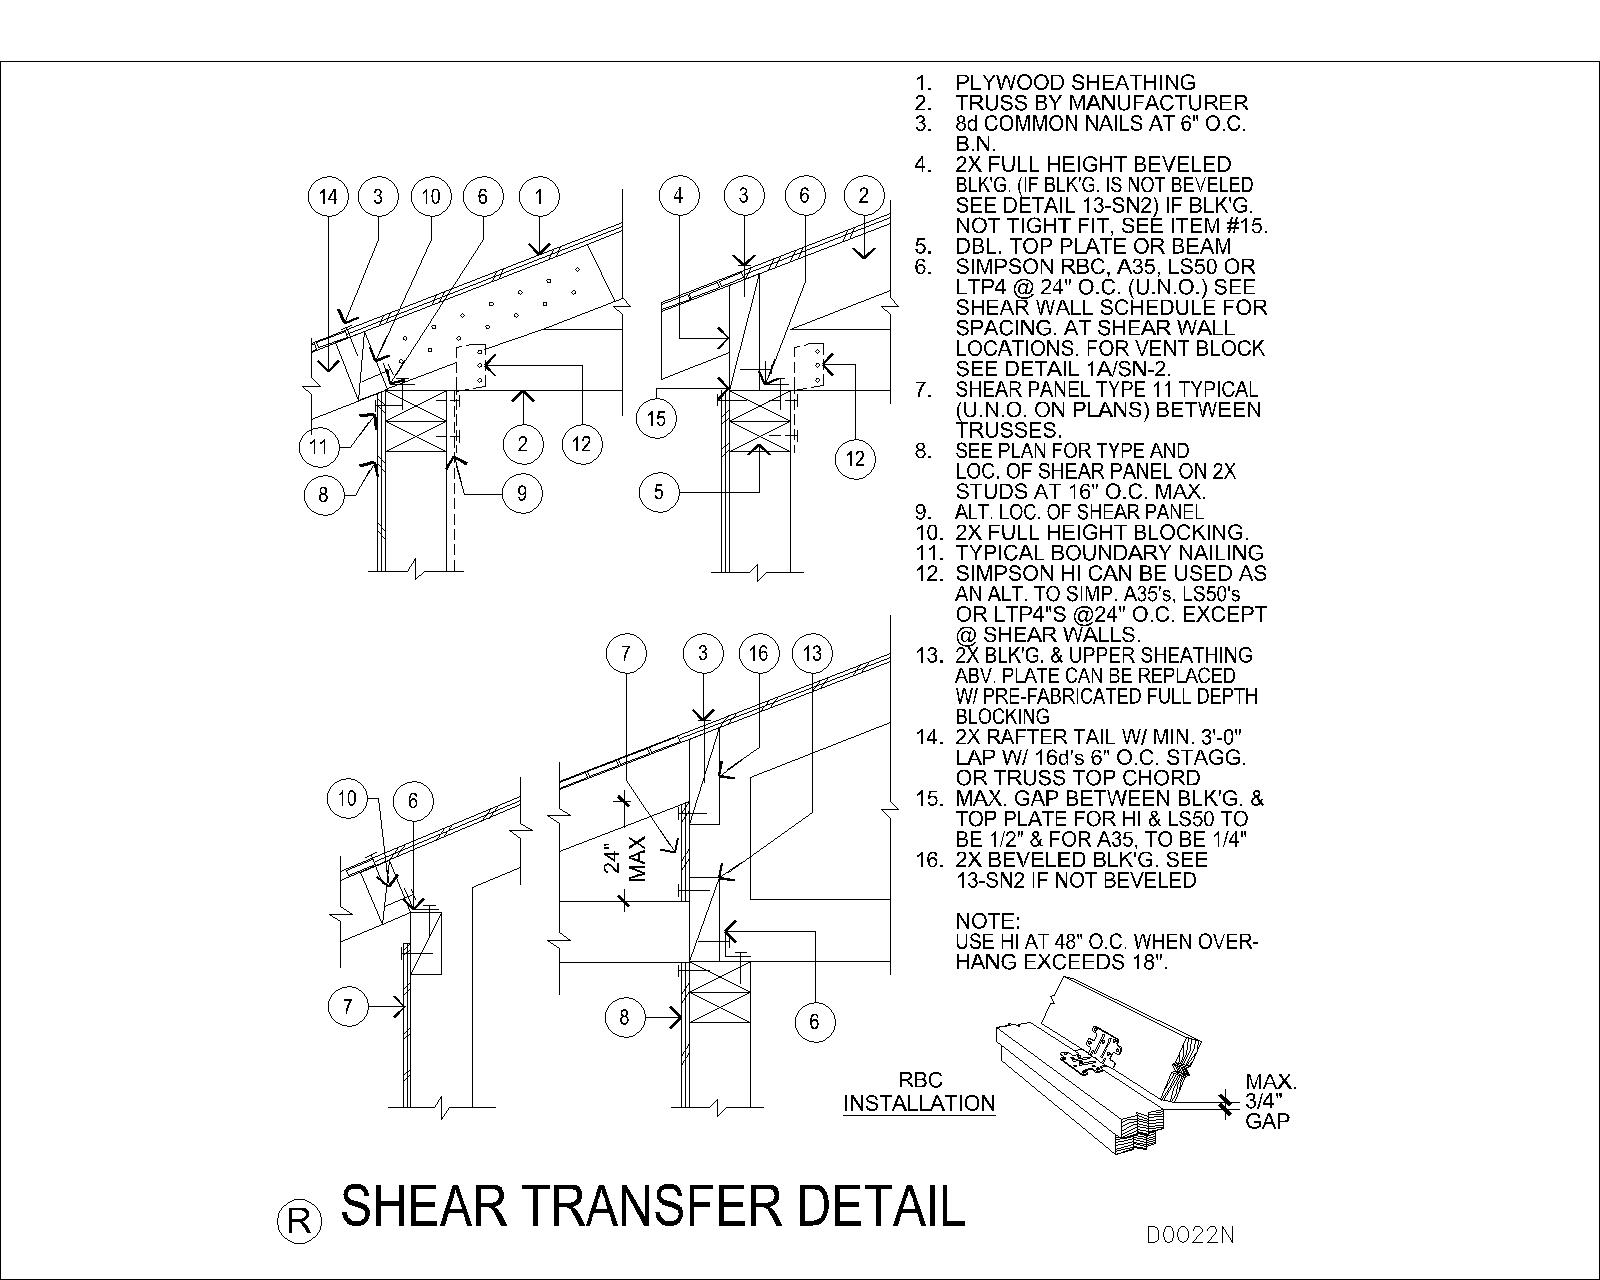 1. PLYWOOD SHEATHING
2. TRUSS BY MANUFACTURER
3. 8d COMMON NAILS AT 6" O.C.
B.N.
4. 2X FULL HEIGHT BEVELED
BLK'G. (IF BLK'G. IS NOT BEVELED
SEE DETAIL 13-SN2) IF BLK'G.
NOT TIGHT FIT, SEE ITEM #15.
5. DBL. TOP PLATE OR BEAM
6. SIMPSON RBC, A35, LS50 OR
LTP4 @ 24" O.C. (U.N.O.) SEE
SHEAR WALL SCHEDULE FOR
SPACING. AT SHEAR WALL
LOCATIONS. FOR VENT BLOCK
SEE DETAIL 1A/SN-2.
7. SHEAR PANEL TYPE 11 TYPICAL
(U.N.O. ON PLANS) BETWEEN
TRUSSES.
8. SEE PLAN FOR TYPE AND
LOC. OF SHEAR PANEL ON 2X
STUDS AT 16" O.C. MAX.
9. ALT. LOC. OF SHEAR PANEL
10. 2X FULL HEIGHT BLOCKING.
11. TYPICAL BOUNDARY NAILING
12. SIMPSON HI CAN BE USED AS
AN ALT. TO SIMP. A35's, LS50's
OR LTP4"S @24" O.C. EXCEPT
@ SHEAR WALLS.
13. 2X BLK'G. & UPPER SHEATHING
ABV. PLATE CAN BE REPLACED
W/ PRE-FABRICATED FULL DEPTH
BLOCKING
14. 2X RAFTER TAIL W/ MIN. 3'-0"
LAP W/ 16d's 6" O.C. STAGG.
OR TRUSS TOP CHORD
15. MAX. GAP BETWEEN BLK'G. &
TOP PLATE FOR HI & LS50 TO
BE 1/2" & FOR A35, TO BE 1/4"
16. 2X BEVELED BLK'G. SEE
13-SN2 IF NOT BEVELED
NOTE:
USE HI AT 48" O.C. WHEN OVER-
HANG EXCEEDS 18".
14 3 10 6 1
11 2 12
8 9
4 3 6 2
15
12
5
7 3 16 13
24"
MAX
8 6
10 6
7
RBC
INSTALLATION
MAX.
3/4"
GAP
R SHEAR TRANSFER DETAIL
D0022N